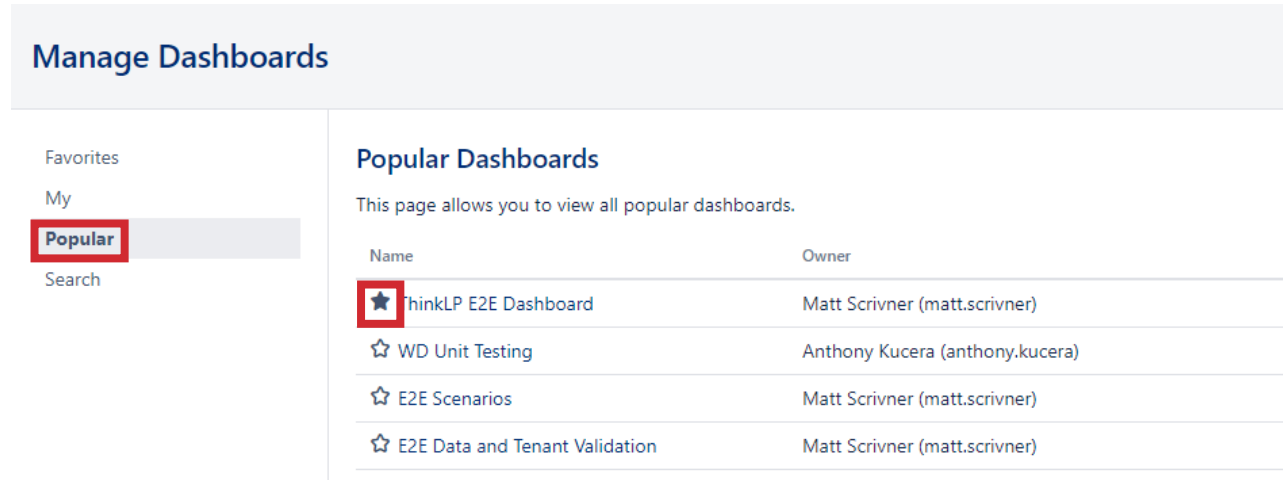 Manage Dashboards
Favorites
My
Popular
Search
Popular Dashboards
This page allows you to view all popular dashboards.
Name Owner
ThinkLP E2E Dashboard Matt Scrivner (matt.scrivner)
WD Unit Testing Anthony Kucera (anthony.kucera)
E2E Scenarios Matt Scrivner (matt.scrivner)
E2E Data and Tenant Validation Matt Scrivner (matt.scrivner)